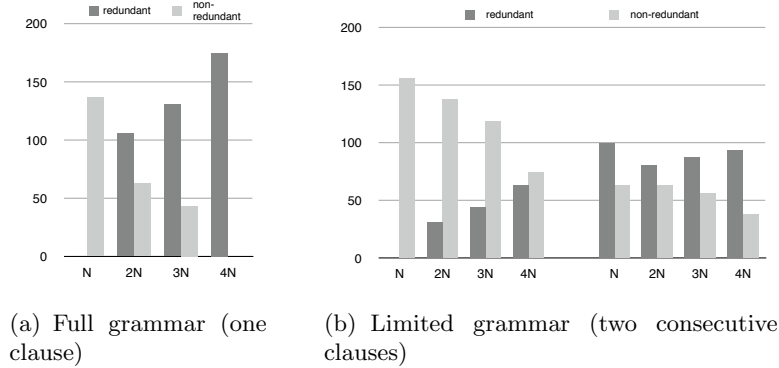 redundant
non-
redundant
200
150
100
50
0
N 2N 3N 4N
(a) Full grammar (one
clause)
redundant non-redundant
200
150
100
50
0
N 2N 3N 4N N 2N 3N 4N
(b) Limited grammar (two consecutive
clauses)